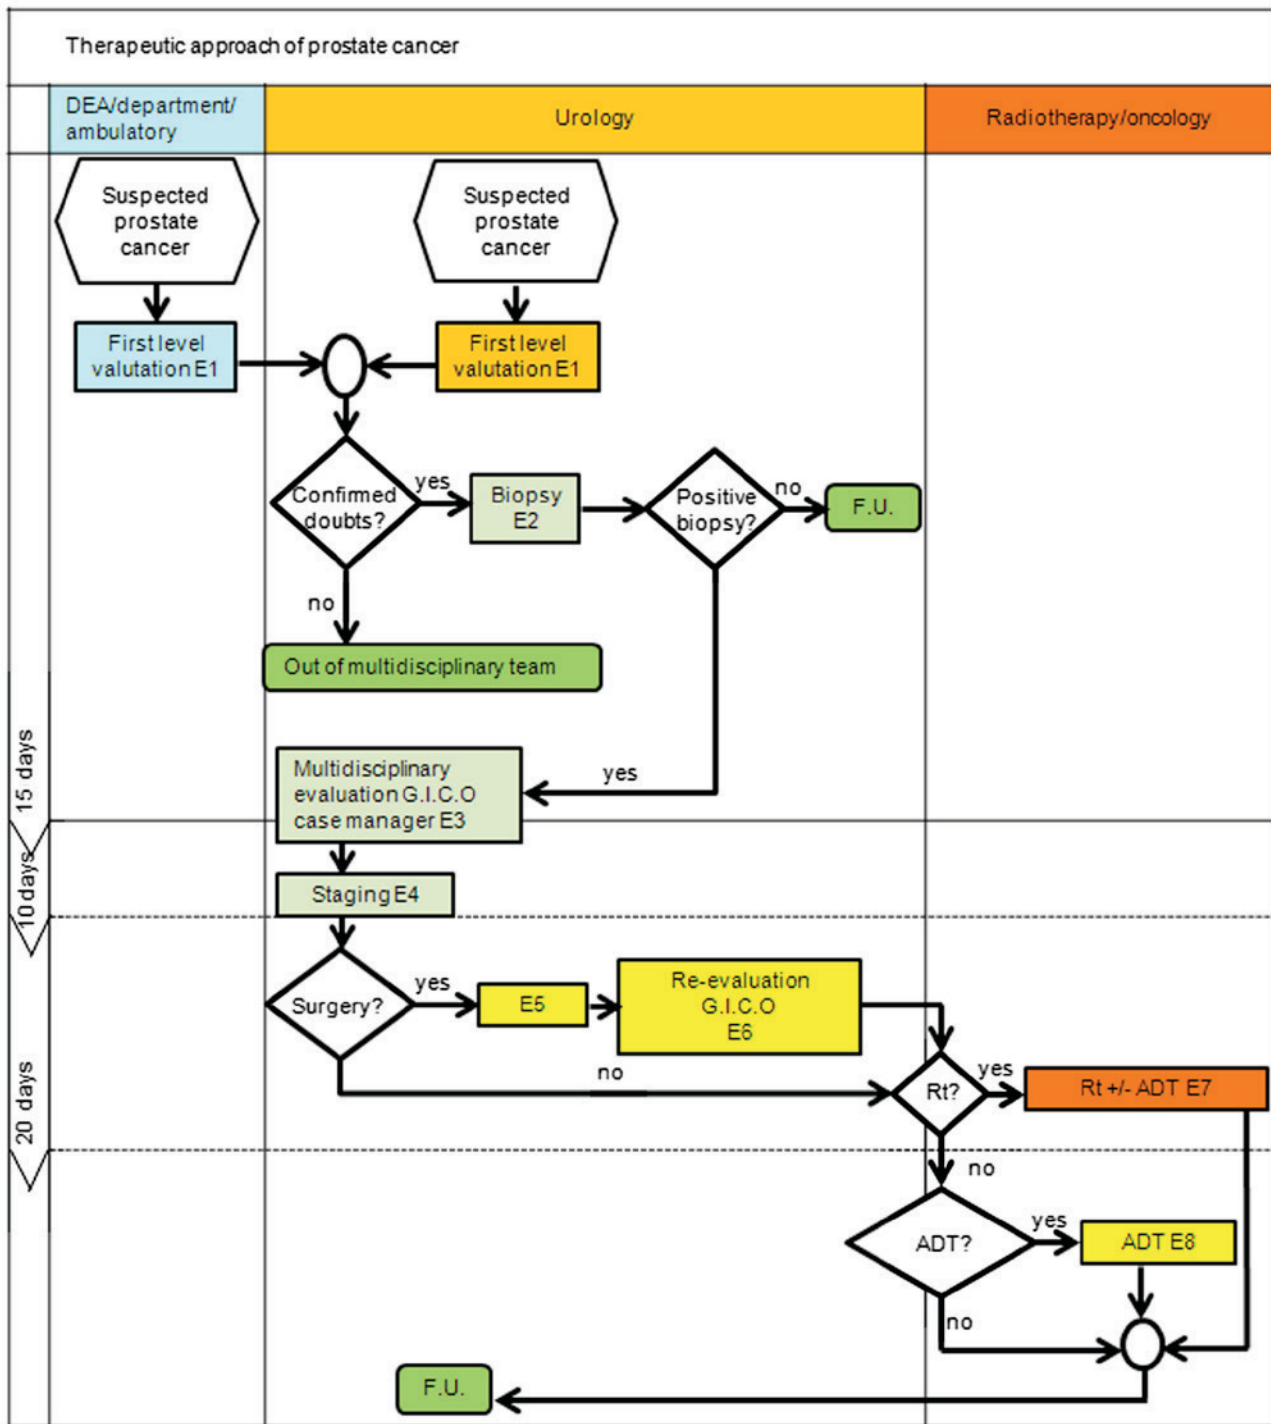 Therapeutic approach of prostate cancer
DEA/department/
ambulatory
Urology
Radiotherapy/oncology
Suspected
prostate
cancer
Suspected
prostate
cancer
First level
valutation E1
First level
valutation E1
Confirmed
doubts?
yes
Biopsy
E2
Positive
biopsy?
no
F.U.
no
Out of multidisciplinary team
15 days
Multidisciplinary
evaluation G.I.C.O
case manager E3
yes
10days
Staging E4
Surgery?
yes
E5
Re-evaluation
G.I.C.O
E6
no
20 days
Rt?
yes
Rt +/- ADT E7
no
ADT?
yes
ADT E8
no
F.U.